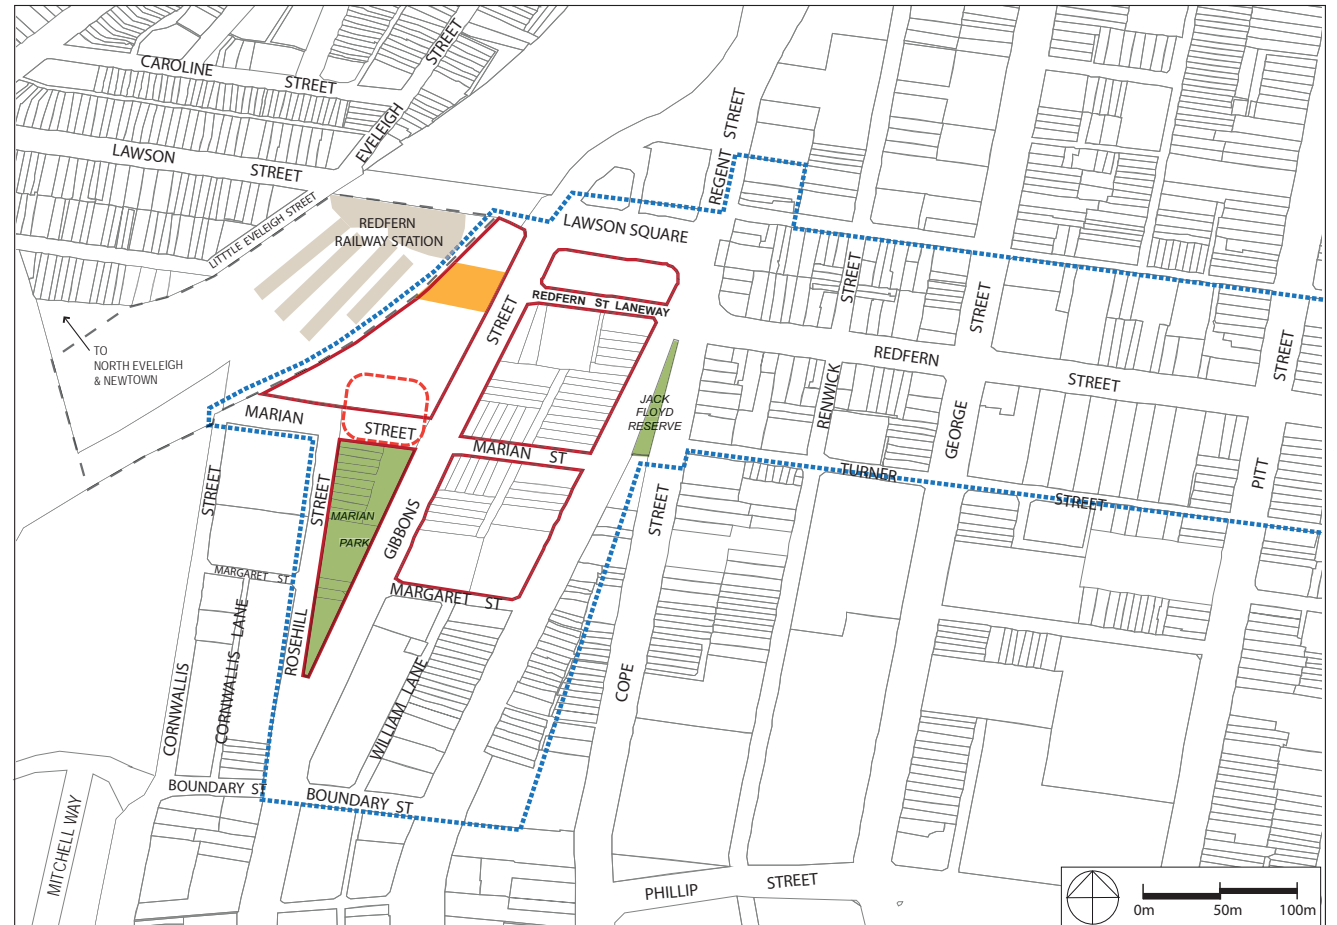 CAROLINE STREET
STREET
EVELEIGH
LAWSON STREET
REGENT STREET
LITTLE EVELEIGH STREET
REDFERN
RAILWAY STATION
LAWSON SQUARE
REDFERN ST LANEWAY
STREET
STREET
STREET
STREET
TO
NORTH EVELEIGH
& NEWTOWN
REDFERN STREET
RENWICK
GEORGE
JACK
FLOYD
RESERVE
MARIAN STREET
MARIAN ST
TURNER STREET
PITT
STREET
STREET
STREET
GIBBONS
MARIAN
PARK
MARGARET ST
MARGARET ST
ROSEHILL
CORNWALLIS
CORNWALLIS LANE
WILLIAM LANE
COPE
BOUNDARY ST
BOUNDARY ST
MITCHELL WAY
PHILLIP STREET
0m 50m 100m